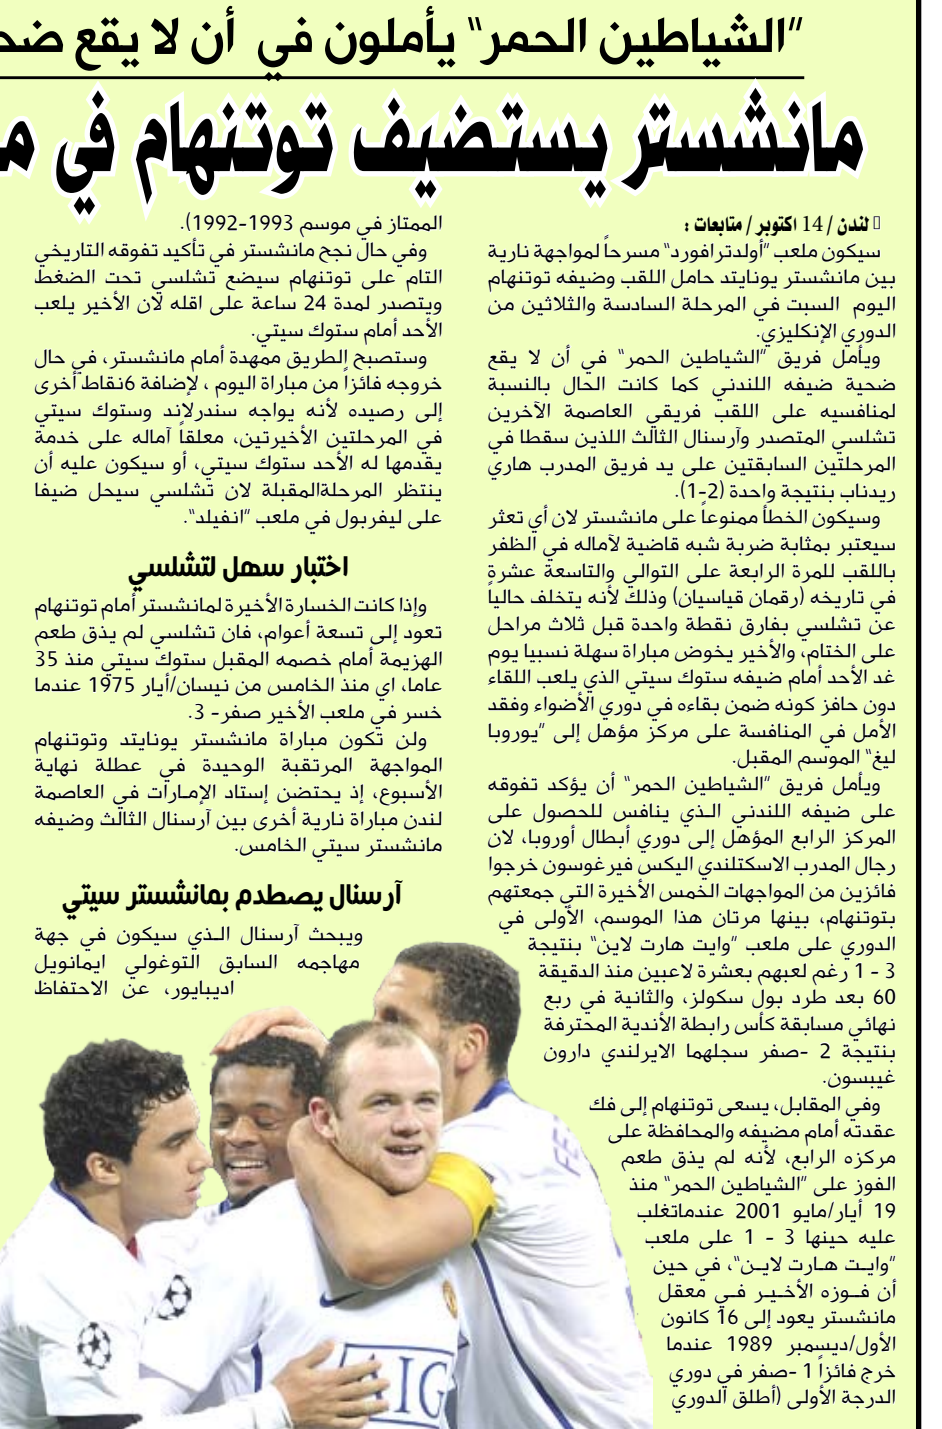 “الشياطين الحمر“ يأملون في أن لا يقع
مانشستر يستضيف توتنهام في
لندن / 14 اكتوبر / متابعات :
سيكون ملعب “أولدترافورد“ مسرحاً لمواجهة نارية
بين مانشستر يونايتد حامل اللقب وضيفه توتنهام
اليوم السبت في المرحلة السادسة والثلاثين من
الدوري الإنكليزي.
ويأمل فريق “الشياطين الحمر“ في أن لا يقع
ضحية ضيفه اللندني كما كانت الحال بالنسبة
لمنافسيه على اللقب فريقي العاصمة الآخرين
تشلسي المتصدر وآرسنال الثالث اللذين سقطا في
المرحلتين السابقتين على يد فريق المدرب هاري
ريدناب بنتيجة واحدة (2-1).
وسيكون الخطأ ممنوعاً على مانشستر لان أي تعثر
سيعتبر بمثابة ضربة شبه قاضية لآماله في الظفر
باللقب للمرة الرابعة على التوالي والتاسعة عشرة
في تاريخه (رقمان قياسيان) وذلك لأنه يتخلف حالياً
عن تشلسي بفارق نقطة واحدة قبل ثلاث مراحل
على الختام، والأخير يخوض مباراة سهلة نسبيا يوم
غد الأحد أمام ضيفه ستوك سيتي الذي يلعب اللقاء
دون حافز كونه ضمن بقاءه في دوري الأضواء وفقد
الأمل في المنافسة على مركز مؤهل إلى “يوروبا
ليغ“ الموسم المقبل.
ويأمل فريق “الشياطين الحمر“ أن يؤكد تفوقه
على ضيفه اللندني الـذي ينافس للحصول على
المركز الرابع المؤهل إلى دوري أبطال أوروبا، لان
رجال المدرب الاسكتلندي اليكس فيرغوسون خرجوا
فائزين من المواجهات الخمس الأخيرة التي جمعتهم
بتوتنهام، بينها مرتان هذا الموسم، الأولى في
الدوري على ملعب “وايت هارت لاين“ بنتيجة
3 - 1 رغم لعبهم بعشرة لاعبين منذ الدقيقة
60 بعد طرد بول سكولز، والثانية في ربع
نهائي مسابقة كأس رابطة الأندية المحترفة
بنتيجة 2 -صفر سجلهما الايرلندي دارون
غيبسون.
وفي المقابل، يسعى توتنهام إلى فك
عقدته أمام مضيفه والمحافظة على
مركزه الرابع، لأنه لم يذق طعم
الفوز على “الشياطين الحمر“ منذ
19 أيار/مايو 2001 عندماتغلب
عليه حينها 3 - 1 على ملعب
“وايـت هـارت لايـن“، في حين
أن فــوزه الأخـيـر فـي معقل
مانشستر يعود إلى 16 كانون
الأول/ديسمبر 1989 عندما
خرج فائزاً 1 -صفر في دوري
الدرجة الأولى (أطلق الدوري
الممتاز في موسم 1993-1992).
وفي حال نجح مانشستر في تأكيد تفوقه التاريخي
التام على توتنهام سيضع تشلسي تحت الضغط
ويتصدر لمدة 24 ساعة على اقله لان الأخير يلعب
الأحد أمام ستوك سيتي.
وستصبح الطريق ممهدة أمام مانشستر، في حال
خروجه فائزاً من مباراة اليوم ، لإضافة 6نقاط أخرى
إلى رصيده لأنه يواجه سندرلاند وستوك سيتي
في المرحلتين الأخيرتين، معلقاً آماله على خدمة
يقدمها له الأحد ستوك سيتي، أو سيكون عليه أن
ينتظر المرحلةالمقبلة لان تشلسي سيحل ضيفا
على ليفربول في ملعب “انفيلد“.
اختبار سهل لتشلسي
وإذا كانت الخسارة الأخيرة لمانشستر أمام توتنهام
تعود إلى تسعة أعوام، فان تشلسي لم يذق طعم
الهزيمة أمام خصمه المقبل ستوك سيتي منذ 35
عاما، اي منذ الخامس من نيسان/أيار 1975 عندما
خسر في ملعب الأخير صفر- 3.
ولن تكون مباراة مانشستر يونايتد وتوتنهام
المواجهة المرتقبة الوحيدة في عطلة نهاية
الأسبوع، إذ يحتضن إستاد الإمـارات في العاصمة
لندن مباراة نارية أخرى بين آرسنال الثالث وضيفه
مانشستر سيتي الخامس.
آرسنال يصطدم بمانشستر سيتي
ويبحث آرسنال الـذي سيكون في جهة
مهاجمه السابق التوغولي ايمانويل
اديبايور، عن الاحتفاظ
AIG